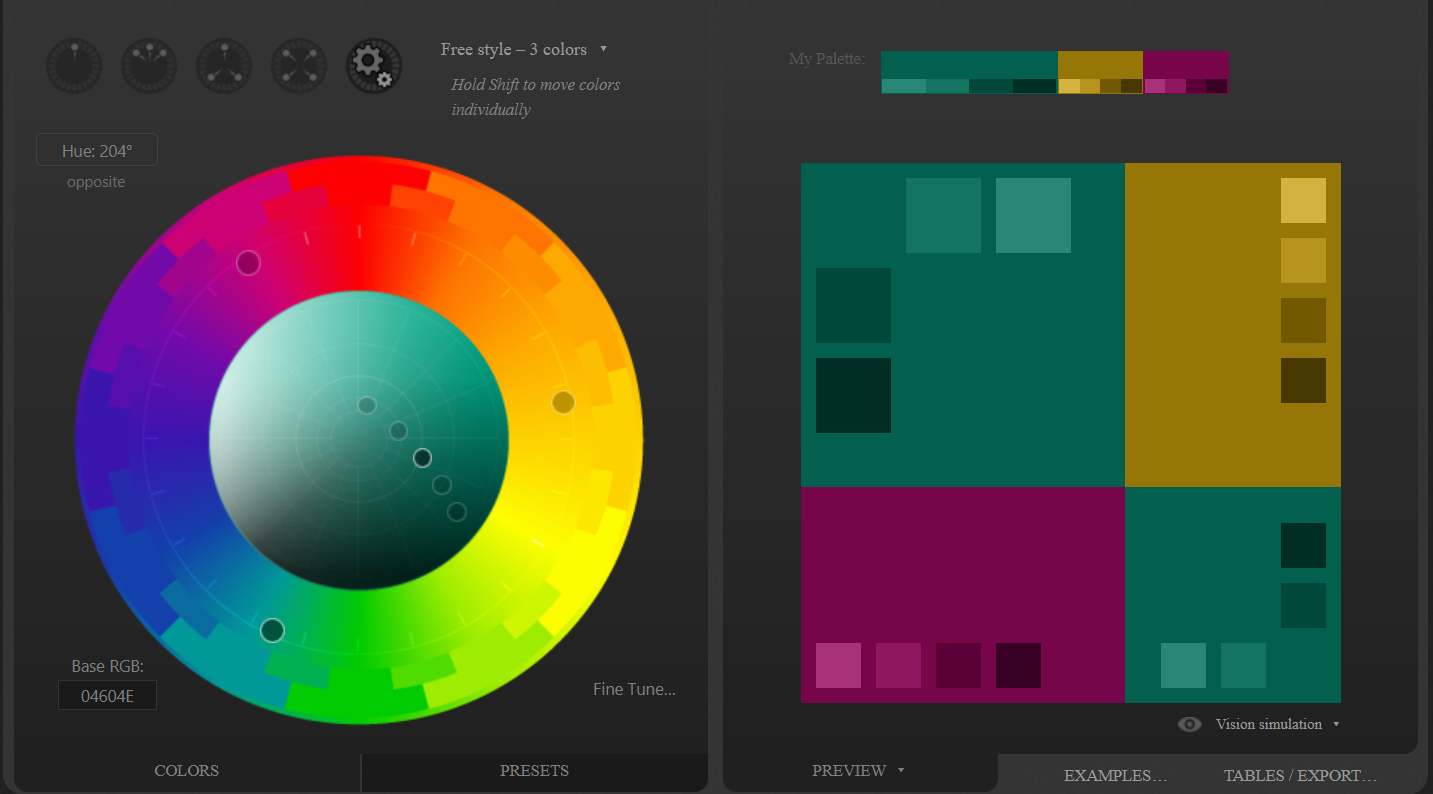 Free style – 3 colors ▼
Hold Shift to move colors
individually
Hue: 204°
opposite
Base RGB:
04604E
Fine Tune...
COLORS
PRESETS
My Palette:
Vision simulation ▼
PREVIEW ▼
EXAMPLES...
TABLES / EXPORT...